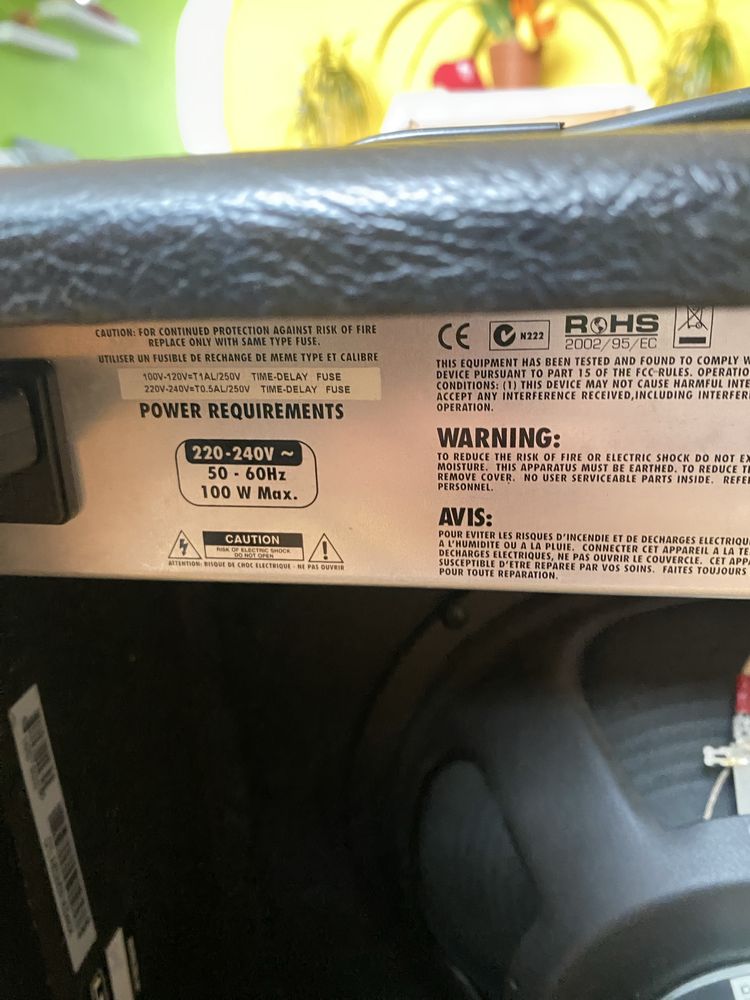 CAUTION: FOR CONTINUED PROTECTION AGAINST RISK OF FIRE
REPLACE ONLY WITH SAME TYPE FUSE.
UTILISER UN FUSIBLE DE RECHANGE DE MEME TYPE ET CALIBRE
100V-120V=T1AL/250V TIME-DELAY FUSE
220V-240V=T0.5AL/250V TIME-DELAY FUSE
POWER REQUIREMENTS
220-240V ~
50 - 60Hz
100 W Max.
CAUTION
RISK OF ELECTRIC SHOCK
DO NOT OPEN
ATTENTION: RISQUE DE CHOC ELECTRIQUE - NE PAS OUVRIR
CE N222 RoHS
2002/95/EC
THIS EQUIPMENT HAS BEEN TESTED AND FOUND TO COMPLY
DEVICE PURSUANT TO PART 15 OF THE FCC RULES.
CONDITIONS: (1) THIS DEVICE MAY NOT CAUSE HARMFUL
ACCEPT ANY INTERFERENCE RECEIVED,INCLUDING
OPERATION.
WARNING:
TO REDUCE THE RISK OF FIRE OR ELECTRIC SHOCK DO NOT
MOISTURE. THIS APPARATUS MUST BE EARTHED. TO REDUCE
REMOVE COVER. NO USER SERVICEABLE PARTS INSIDE.
PERSONNEL.
AVIS:
POUR EVITER LES RISQUES D'INCENDIE ET DE DECHARGES
A L'HUMIDITE OU A LA PLUIE. CONNECTER CET APPAREIL A LA
DECHARGES ELECTRIQUES, NE PAS OUVRIR LE COUVERCLE. CET
SUSCEPTIBLE D'ETRE REPAREE PAR VOS SOINS. FAITES TOUJOURS
POUR TOUTE REPARATION.